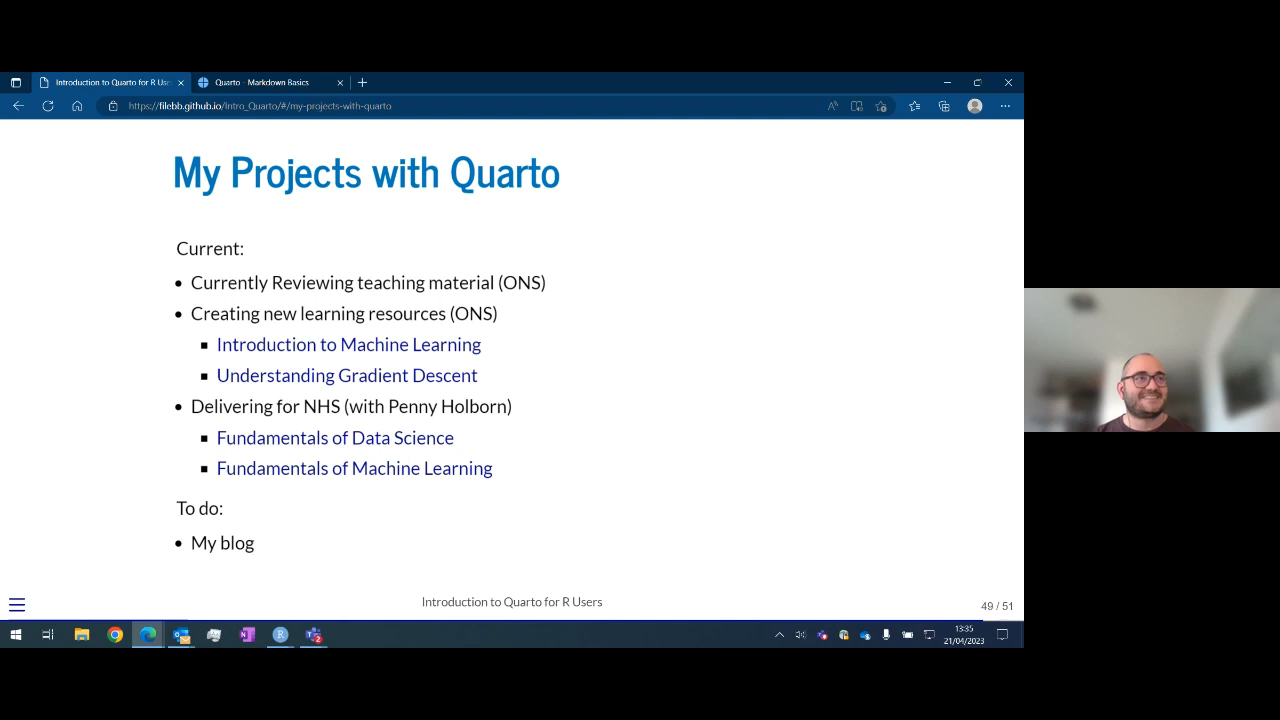 Introduction to Quarto for R Use
Quarto - Markdown Basics
https://filebb.github.io/Intro_Quarto/#/my-projects-with-quarto
My Projects with Quarto
Current:
• Currently Reviewing teaching material (ONS)
• Creating new learning resources (ONS)
▪ Introduction to Machine Learning
▪ Understanding Gradient Descent
• Delivering for NHS (with Penny Holborn)
▪ Fundamentals of Data Science
▪ Fundamentals of Machine Learning
To do:
• My blog
Introduction to Quarto for R Users
49 / 51
13:35
21/04/2023